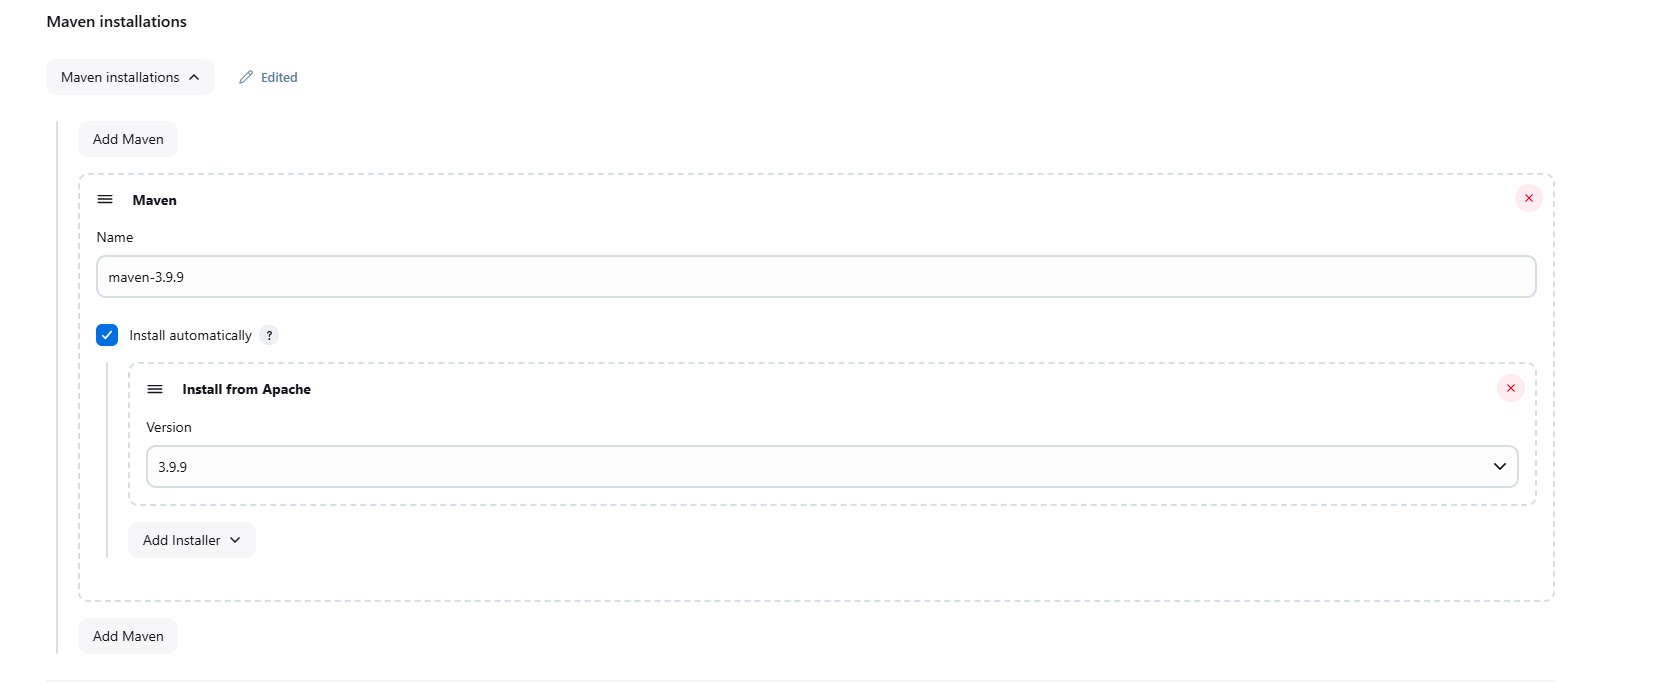 Maven installations
Maven installations
Edited
Add Maven
Maven
Name
maven-3.9.9
Install automatically ?
Install from Apache
Version
3.9.9
Add Installer
Add Maven